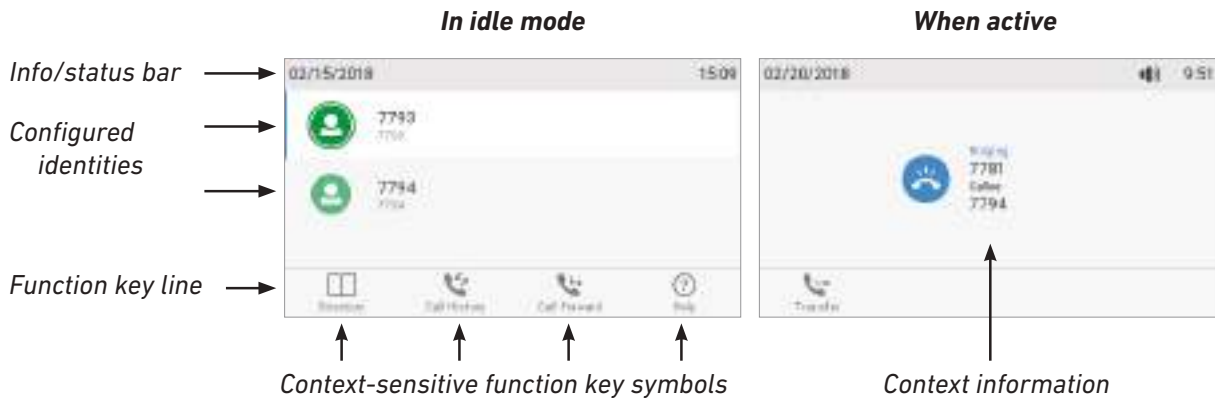 In idle mode
When active
Info/status bar
02/15/2018 15:09
02/20/2018 9:51
Configured
identities
7793
7793
7794
7794
Ringing
7781
Callee
7794
Function key line
Directory Call History Call Forward Help
Transfer
Context-sensitive function key symbols
Context information